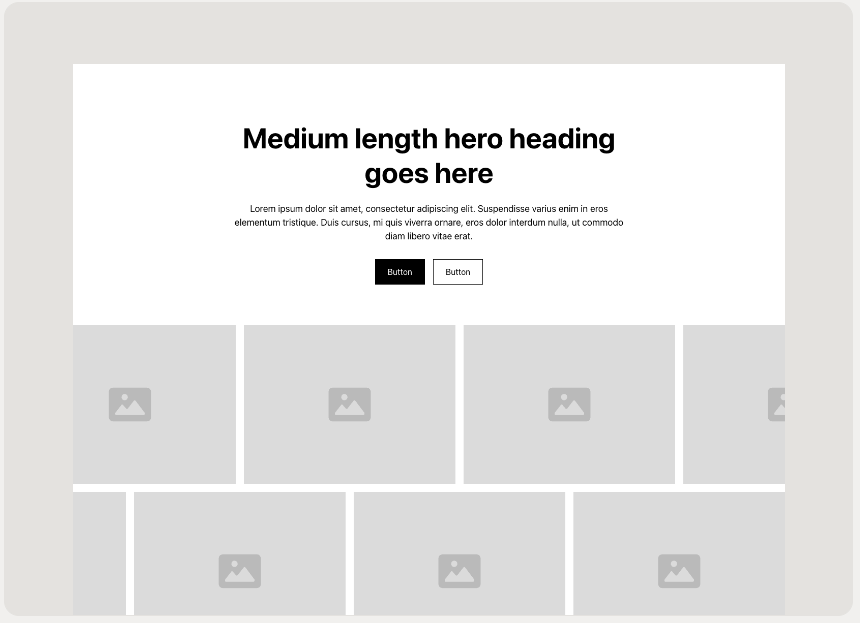 Medium length hero heading
goes here
Lorem ipsum dolor sit amet, consectetur adipiscing elit. Suspendisse varius enim in eros
elementum tristique. Duis cursus, mi quis viverra ornare, eros dolor interdum nulla, ut commodo
diam libero vitae erat.
Button Button